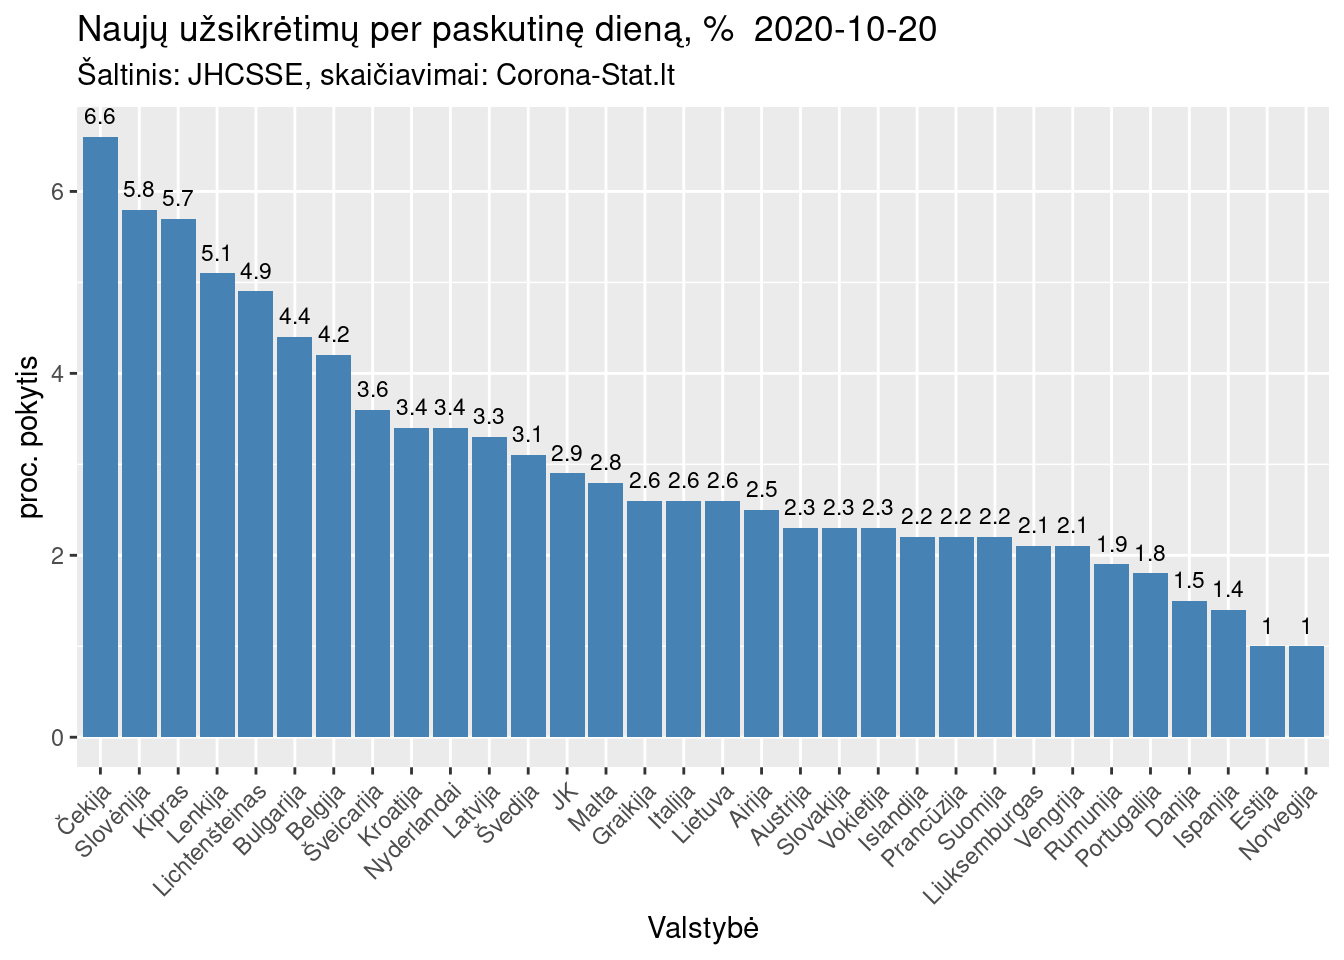 Naujų užsikrėtimų per paskutinę dieną, %  2020-10-20
Šaltinis: JHCSSE, skaičiavimai: Corona-Stat.lt
proc. pokytis
6
4
2
0
6.6
5.8
5.7
5.1
4.9
4.4
4.2
3.6
3.4
3.4
3.3
3.1
2.9
2.8
2.6
2.6
2.6
2.5
2.3
2.3
2.3
2.2
2.2
2.2
2.1
2.1
1.9
1.8
1.5
1.4
1
1
Čekija
Slovėnija
Kipras
Lenkija
Lichtenšteinas
Bulgarija
Belgija
Šveicarija
Kroatija
Nyderlandai
Latvija
Švedija
JK
Malta
Graikija
Italija
Lietuva
Airija
Austrija
Slovakija
Vokietija
Islandija
Prancūzija
Suomija
Liuksemburgas
Vengrija
Rumunija
Portugalija
Danija
Ispanija
Estija
Norvegija
Valstybė